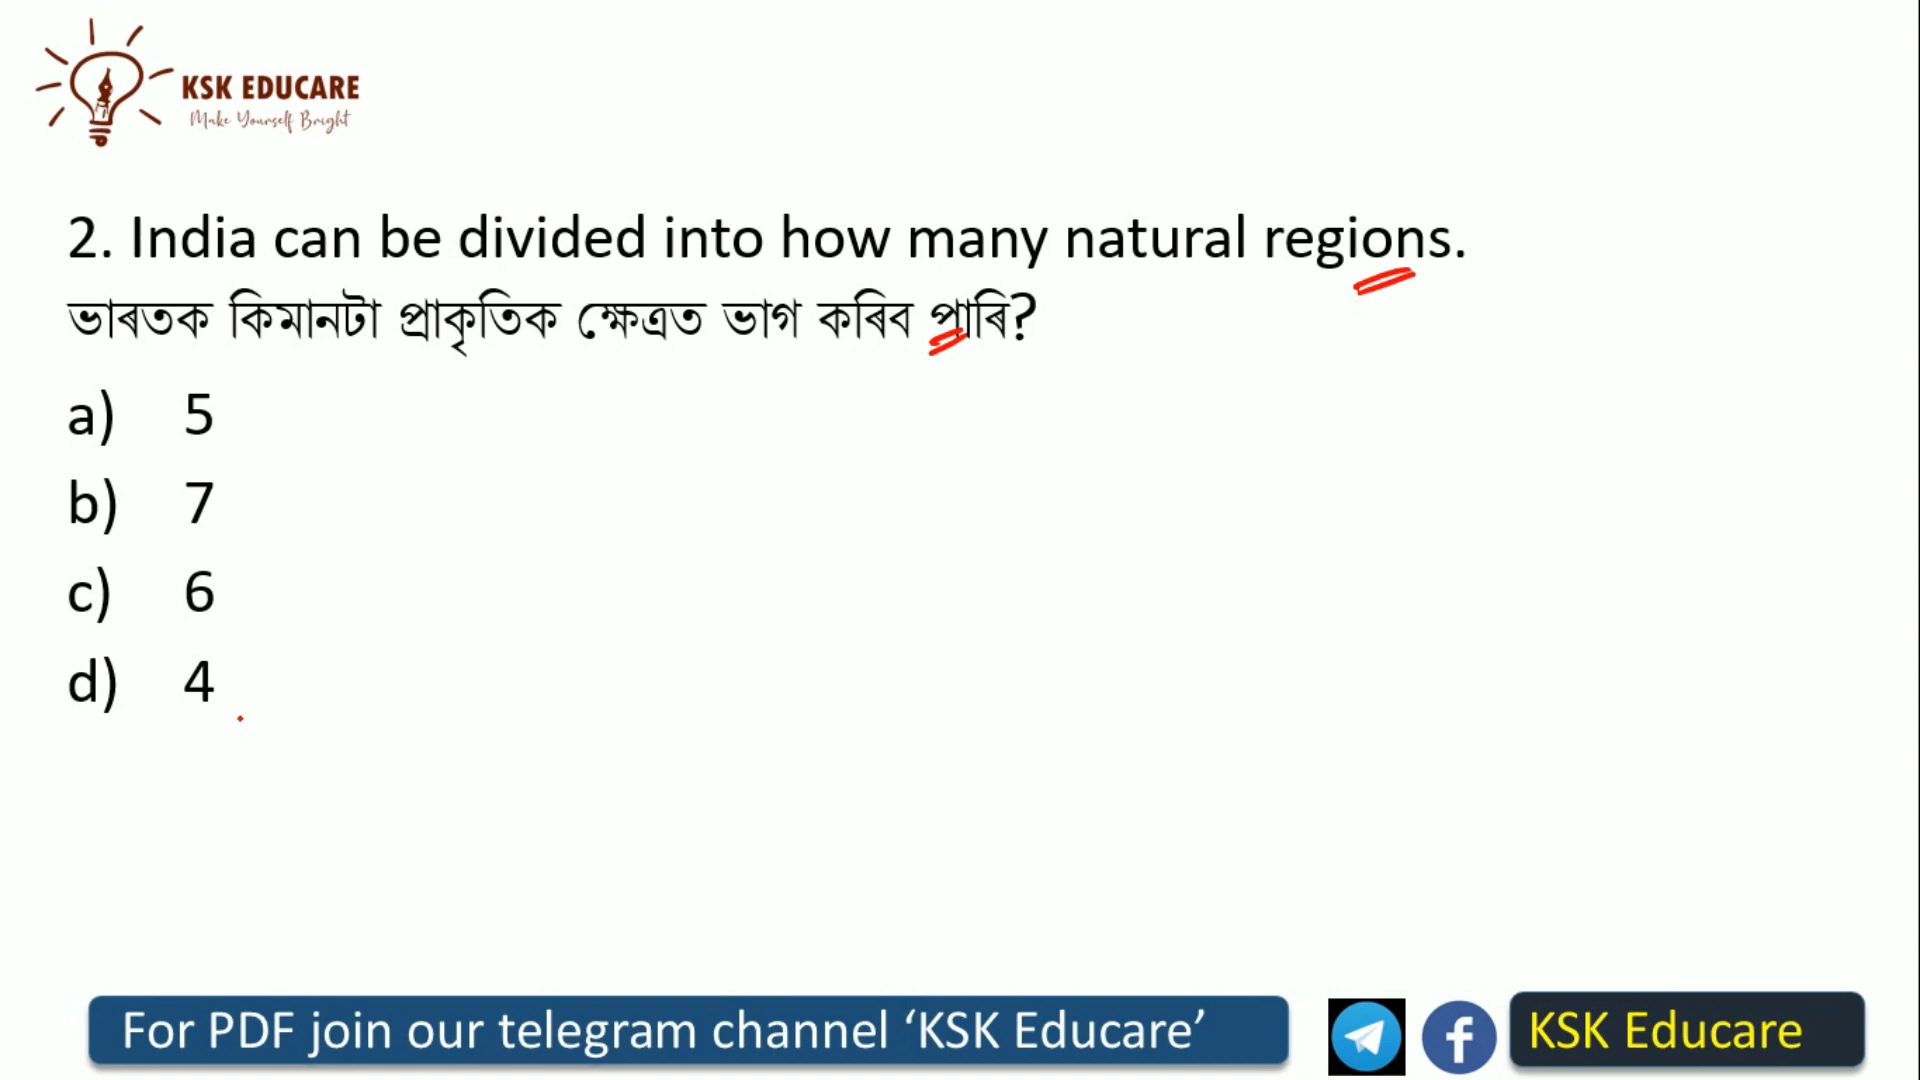 KSK EDUCARE
Make Yourself Bright
2. India can be divided into how many natural regions.
ভাৰতক কিমানটা প্ৰাকৃতিক ক্ষেত্ৰত ভাগ কৰিব পাৰি?
a) 5
b) 7
c) 6
d) 4
For PDF join our telegram channel ‘KSK Educare’
f KSK Educare